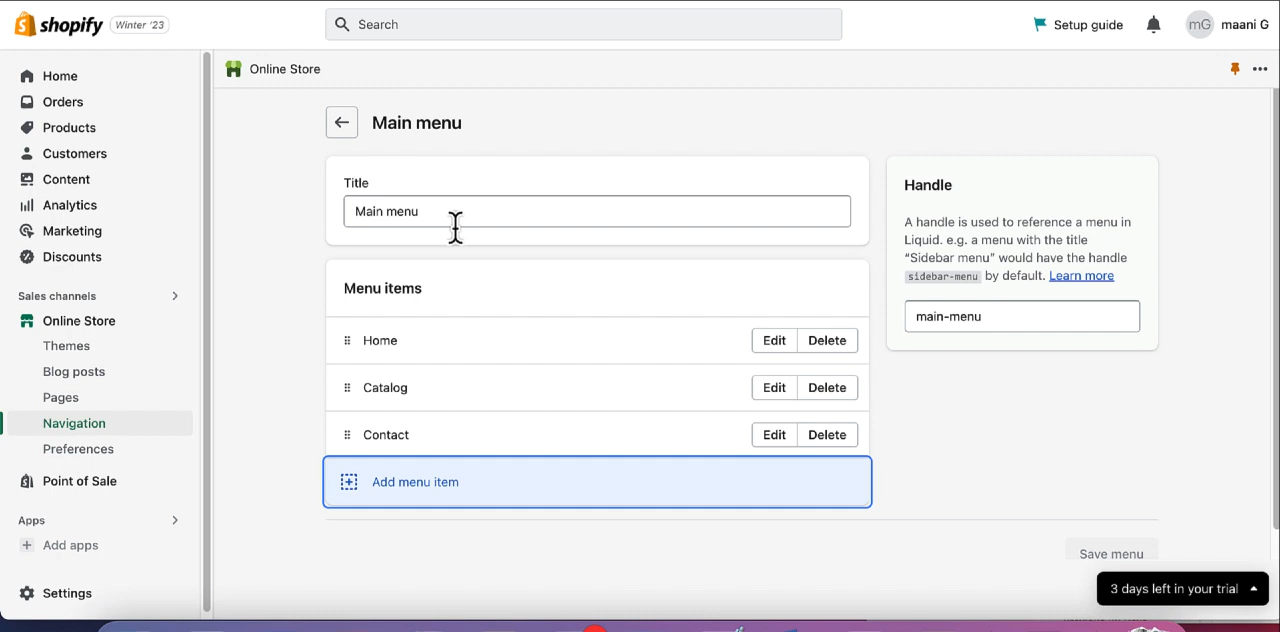 shopify Winter '23
Search
Setup guide
mG maani G
Home
Orders
Products
Customers
Content
Analytics
Marketing
Discounts
Sales channels
Online Store
Themes
Blog posts
Pages
Navigation
Preferences
Point of Sale
Apps
Add apps
Settings
Online Store
Main menu
Title
Main menu
Menu items
Home Edit Delete
Catalog Edit Delete
Contact Edit Delete
Add menu item
Handle
A handle is used to reference a menu in
Liquid. e.g. a menu with the title
“Sidebar menu” would have the handle
sidebar-menu by default. Learn more
main-menu
Save menu
3 days left in your trial